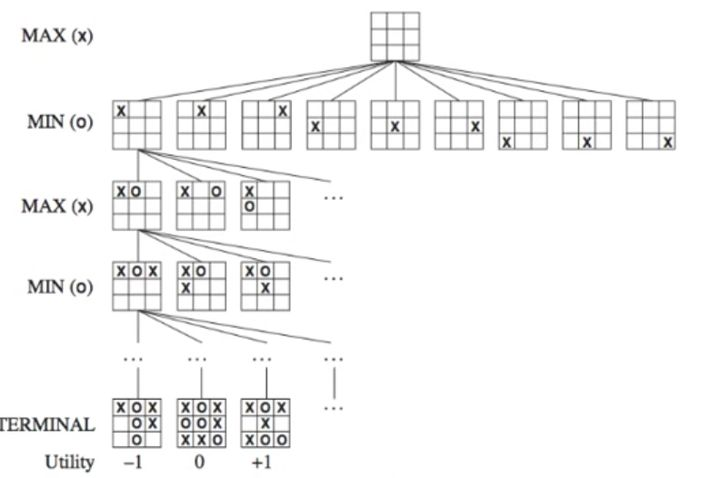 MAX (x)
X X X X X X X X X
MIN (o)
X O X O X
O
...
MAX (x)
X O X X O X O
X X
...
MIN (o)
... ... ... ...
X O X X O X X O X
O X O O X X
O X X O X O O
...
TERMINAL
Utility −1 0 +1